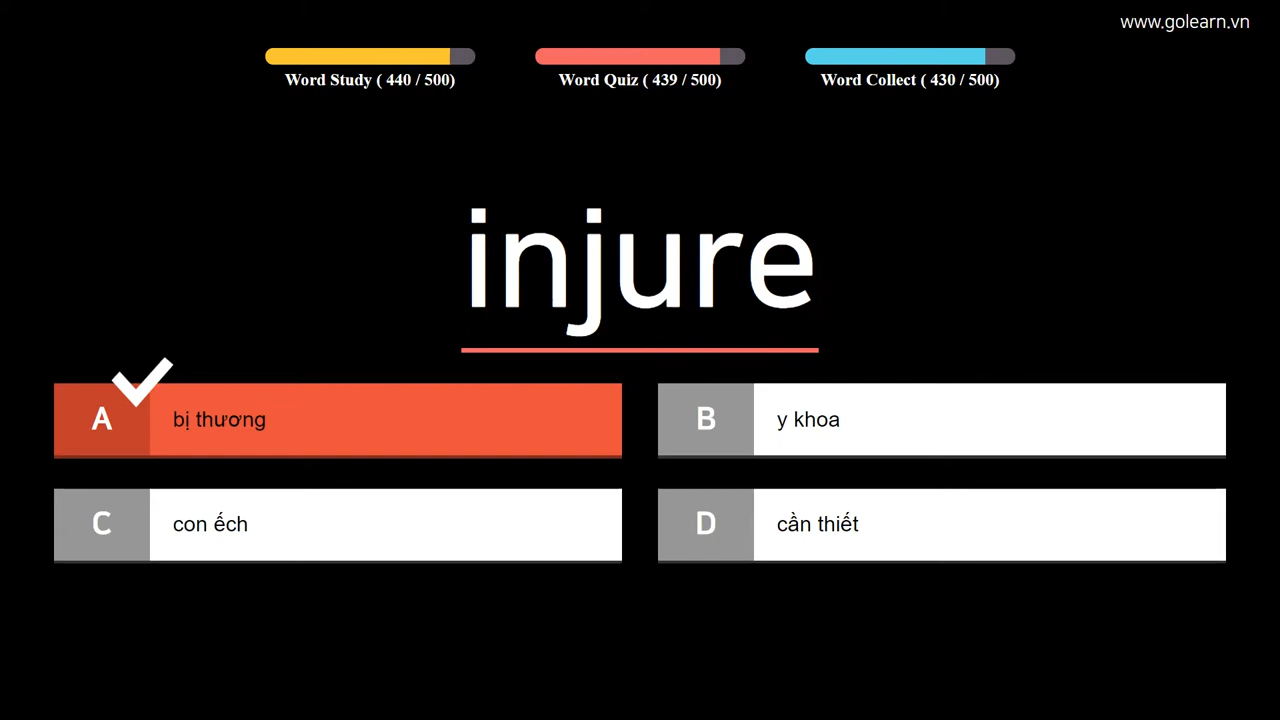 www.golearn.vn
Word Study ( 440 / 500)
Word Quiz ( 439 / 500)
Word Collect ( 430 / 500)
injure
A bị thương
B y khoa
C con ếch
D cần thiết